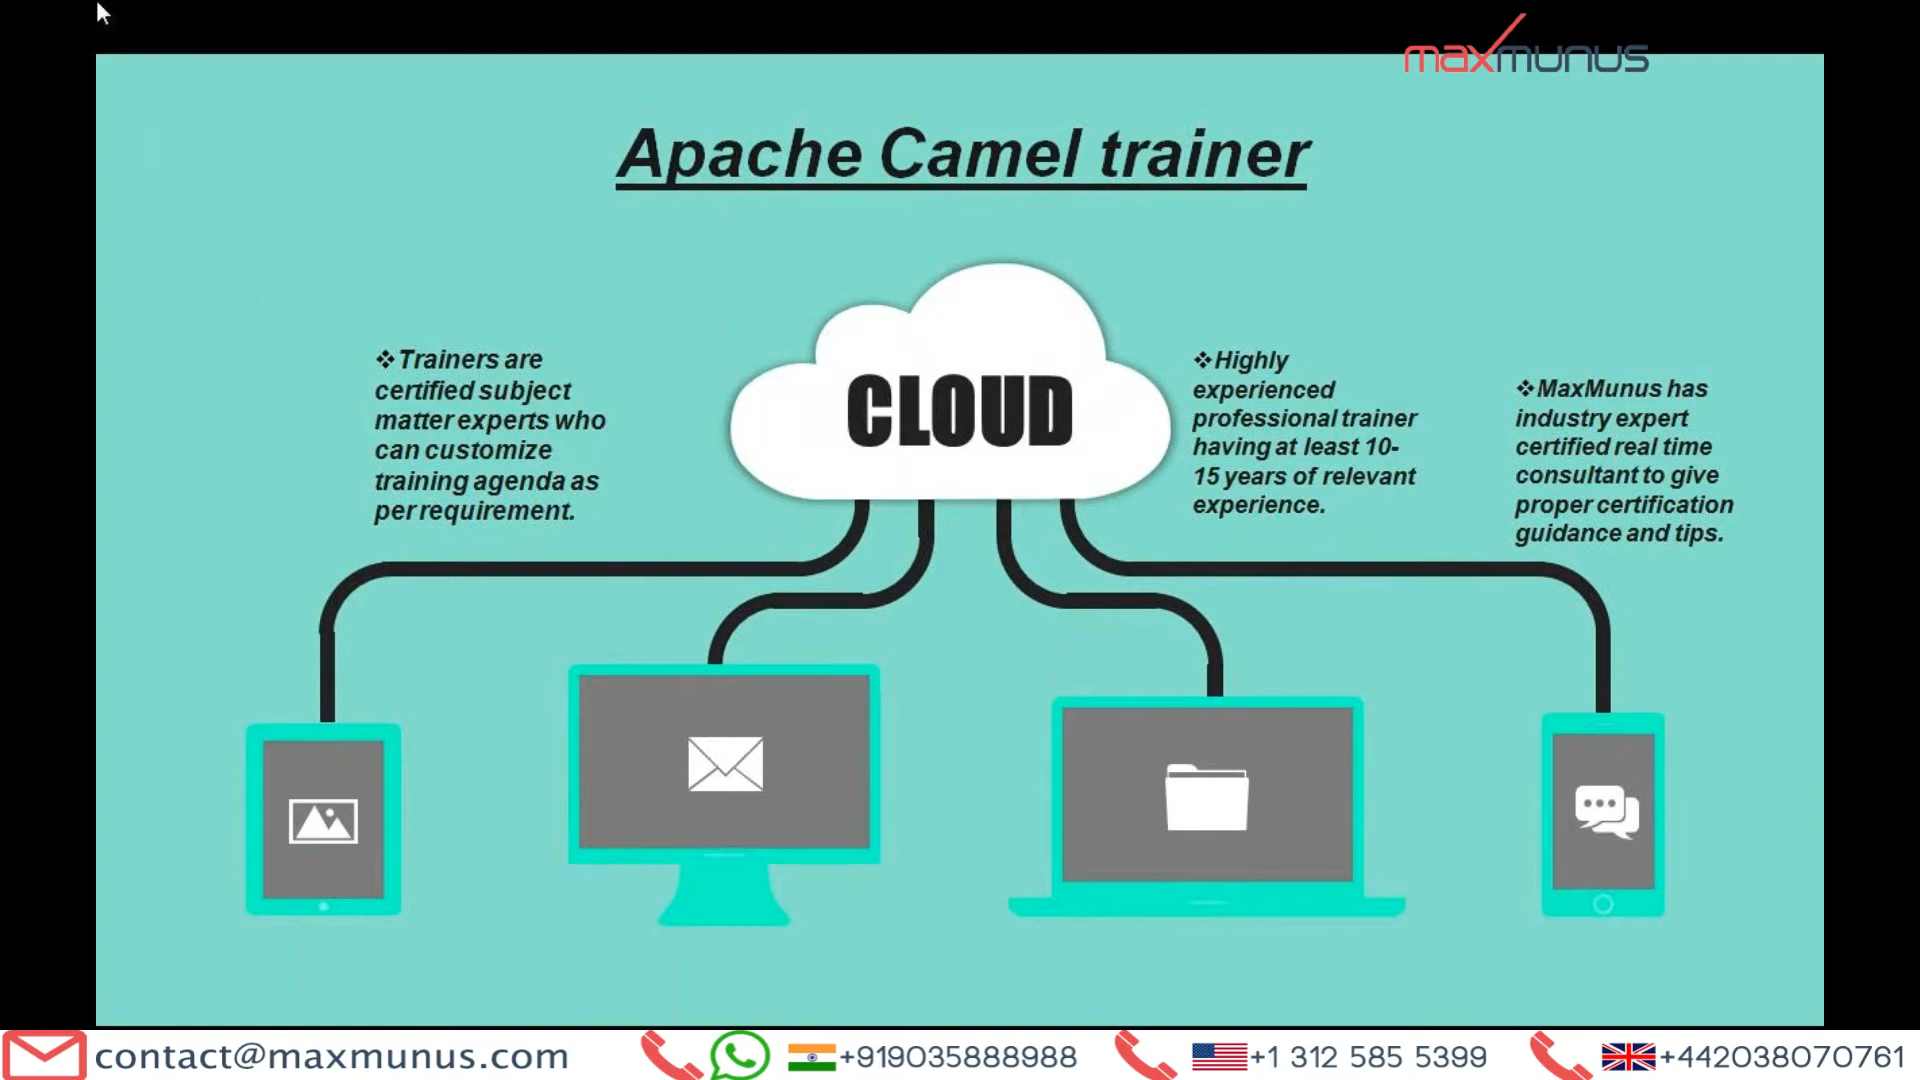 maxmunus
Apache Camel trainer
❖Trainers are
certified subject
matter experts who
can customize
training agenda as
per requirement.
CLOUD
❖Highly
experienced
professional trainer
having at least 10-
15 years of relevant
experience.
❖MaxMunus has
industry expert
certified real time
consultant to give
proper certification
guidance and tips.
contact@maxmunus.com
+919035888988
+1 312 585 5399
+442038070761